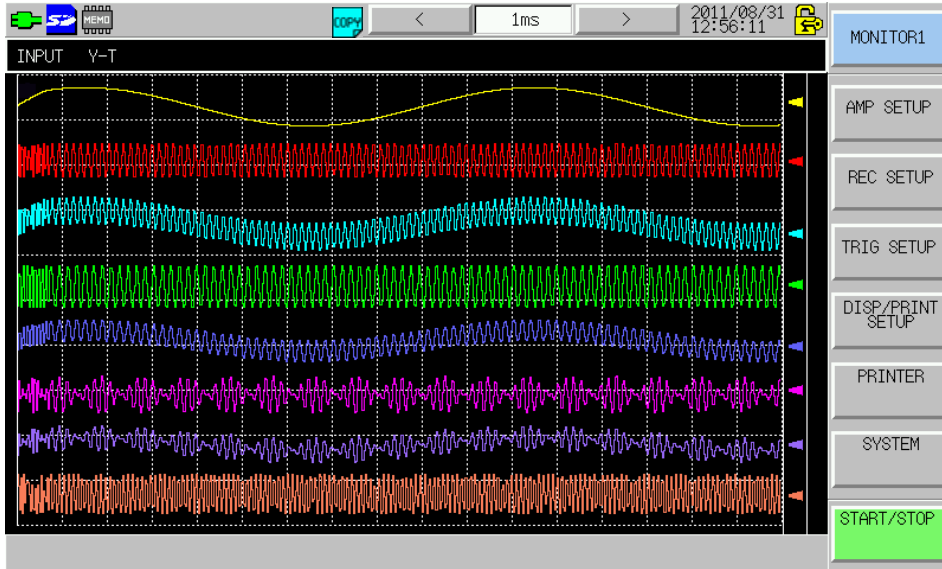 SD
MEMO
COPY
<
1ms
>
2011/08/31
12:56:11
MONITOR1
INPUT Y-T
AMP SETUP
REC SETUP
TRIG SETUP
DISP/PRINT
SETUP
PRINTER
SYSTEM
START/STOP